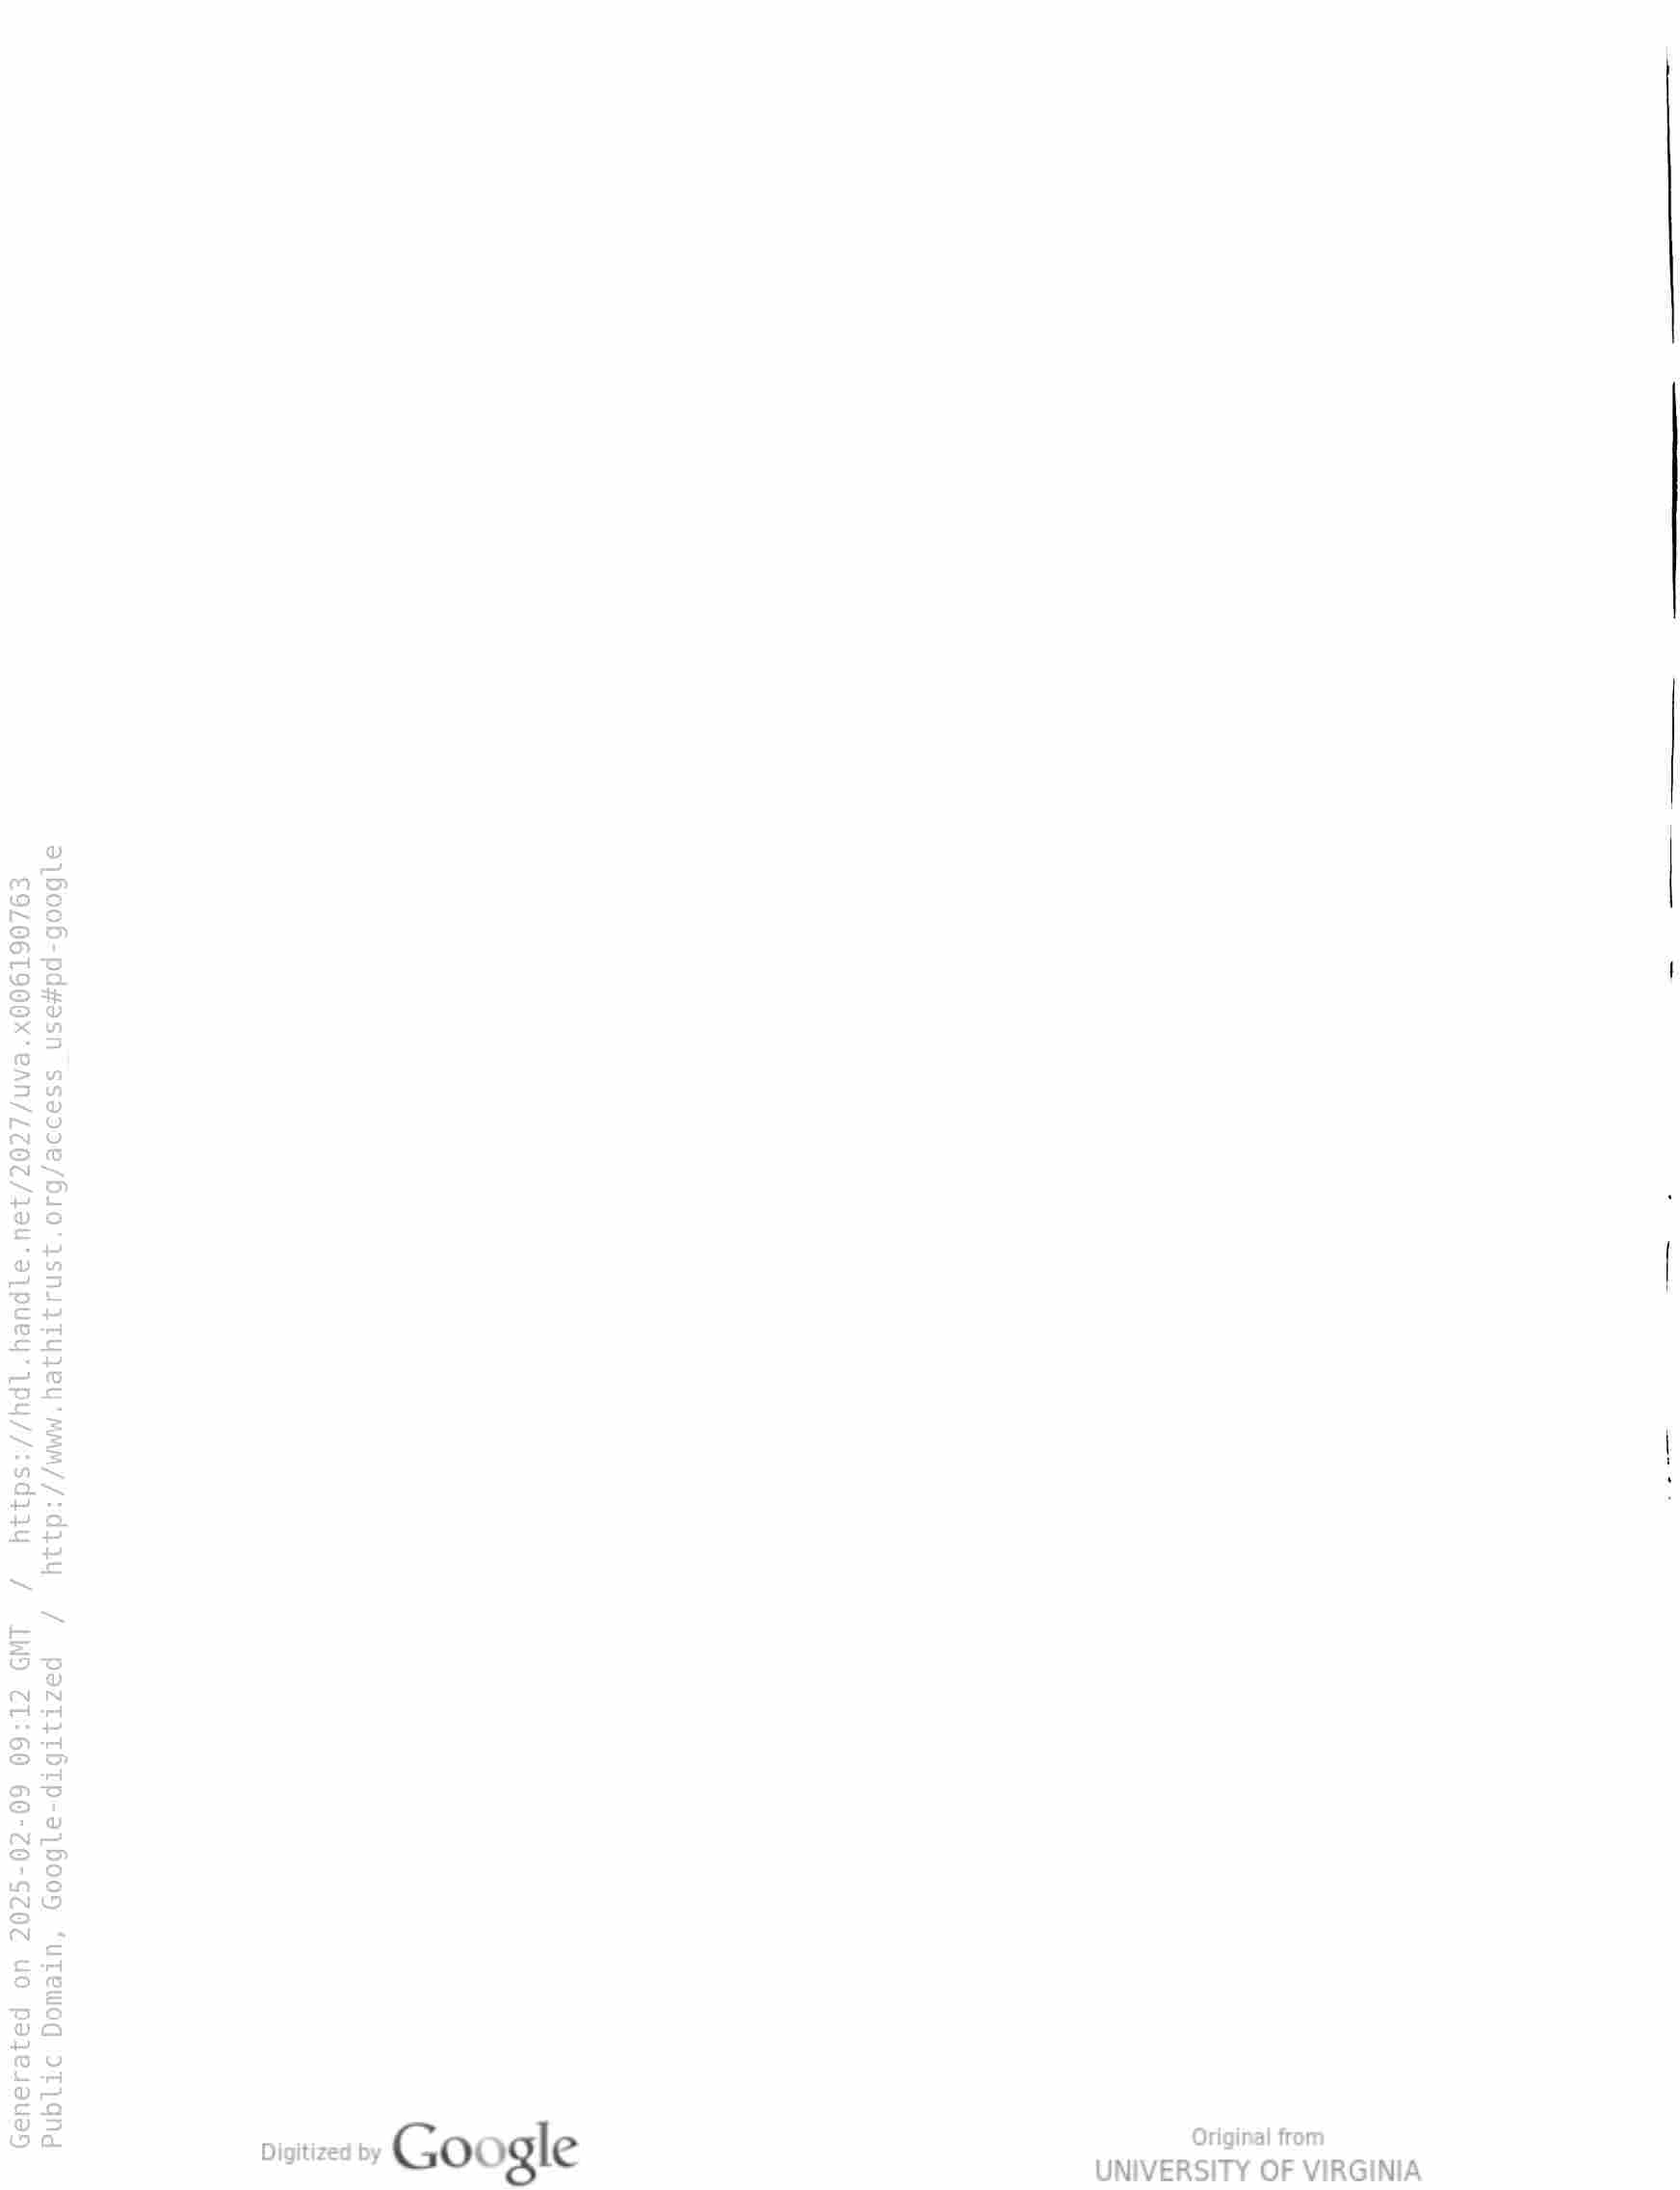 Generated on 2025-02-09 09:12 GMT / https://hdl.handle.net/2027/uva.x006190763
Public Domain, Google-digitized / http://www.hathitrust.org/access_use#pd-google
Digitized by Google
Original from
UNIVERSITY OF VIRGINIA